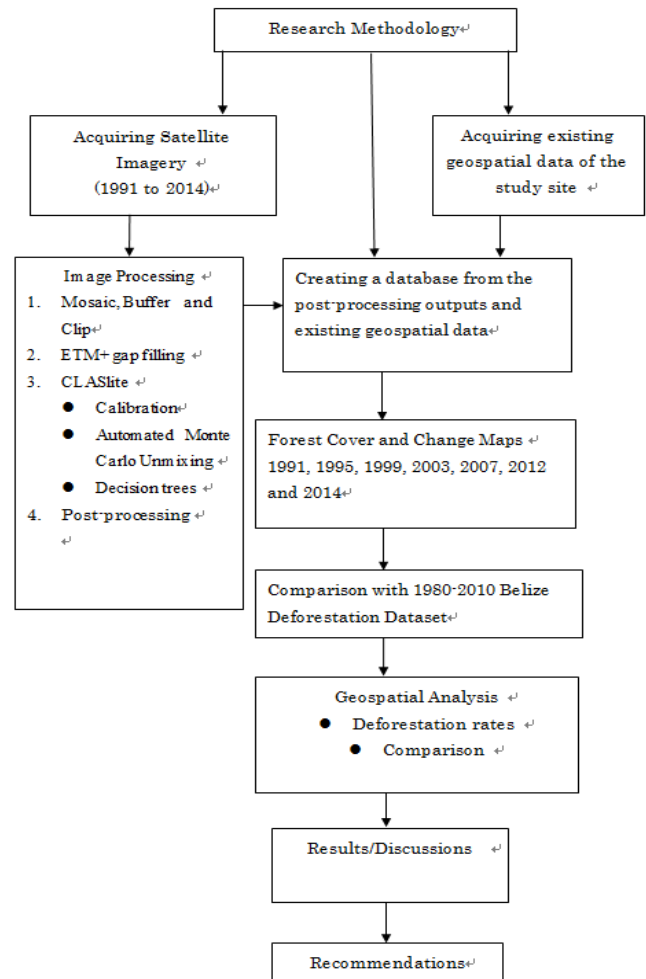 Research Methodology↵
Acquiring Satellite
Imagery ↵
(1991 to 2014)↵
Acquiring existing
geospatial data of the
study site ↵
Image Processing ↵
1. Mosaic, Buffer and
Clip↵
2. ETM+ gap filling ↵
3. CLASlite ↵
● Calibration↵
● Automated Monte
Carlo Unmixing ↵
● Decision trees ↵
4. Post-processing ↵
↵
Creating a database from the
post-processing outputs and
existing geospatial data↵
Forest Cover and Change Maps ↵
1991, 1995, 1999, 2003, 2007, 2012
and 2014↵
Comparison with 1980-2010 Belize
Deforestation Dataset↵
Geospatial Analysis ↵
● Deforestation rates ↵
● Comparison ↵
Results/Discussions ↵
Recommendations↵